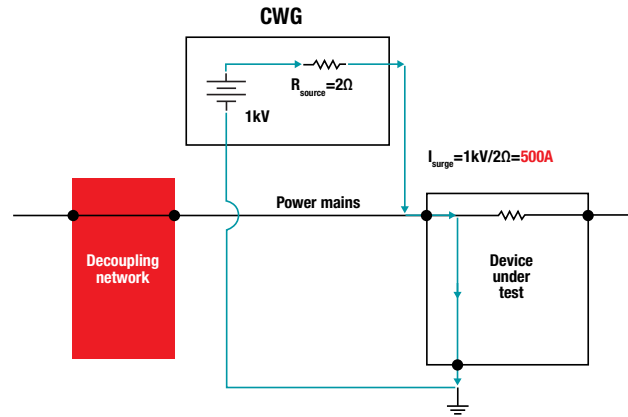 CWG
Rsource=2Ω
1kV
Isurge=1kV/2Ω=500A
Power mains
Decoupling
network
Device
under
test